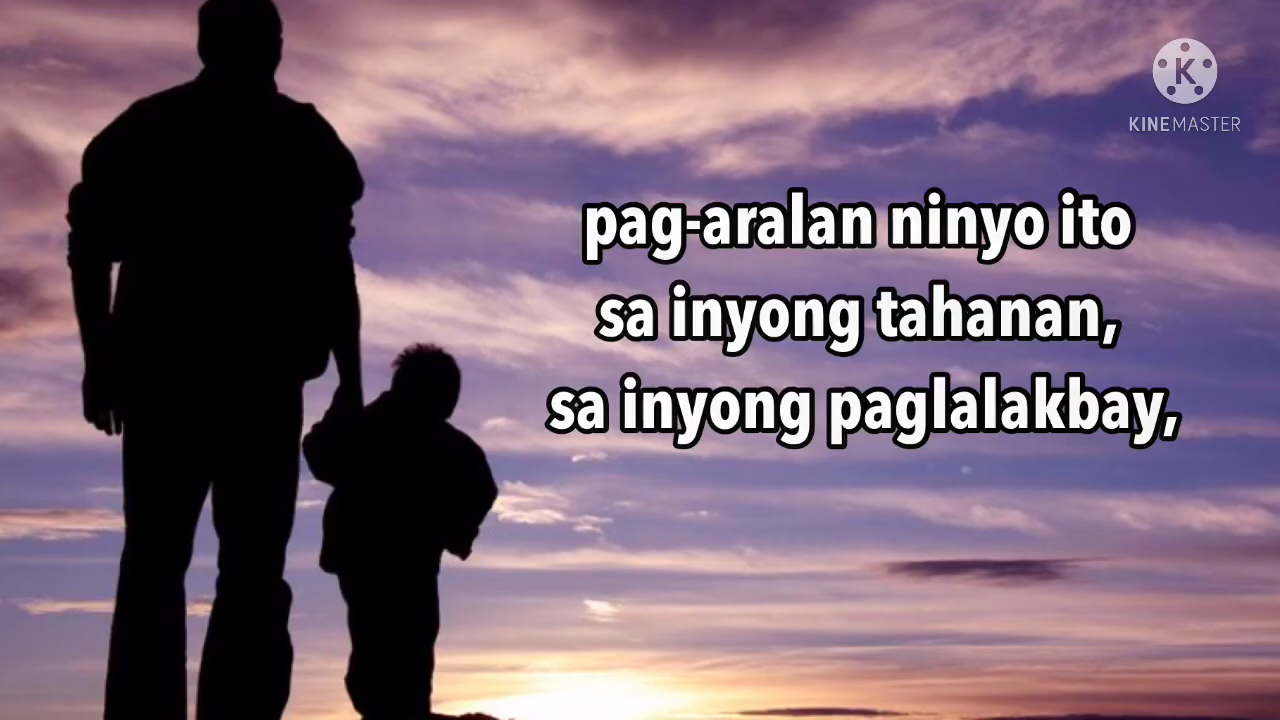 KINEMASTER
pag-aralan ninyo ito
sa inyong tahanan,
sa inyong paglalakbay,